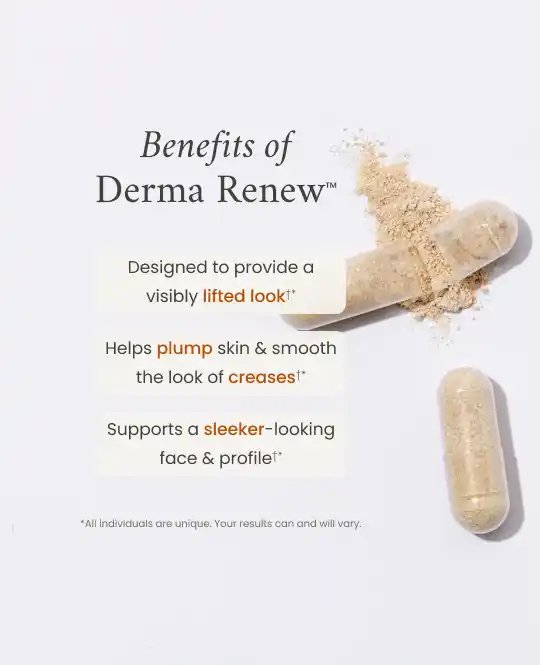 Benefits of
Derma Renew™
Designed to provide a
visibly lifted look†*
Helps plump skin & smooth
the look of creases†*
Supports a sleeker-looking
face & profile†*
*All individuals are unique. Your results can and will vary.